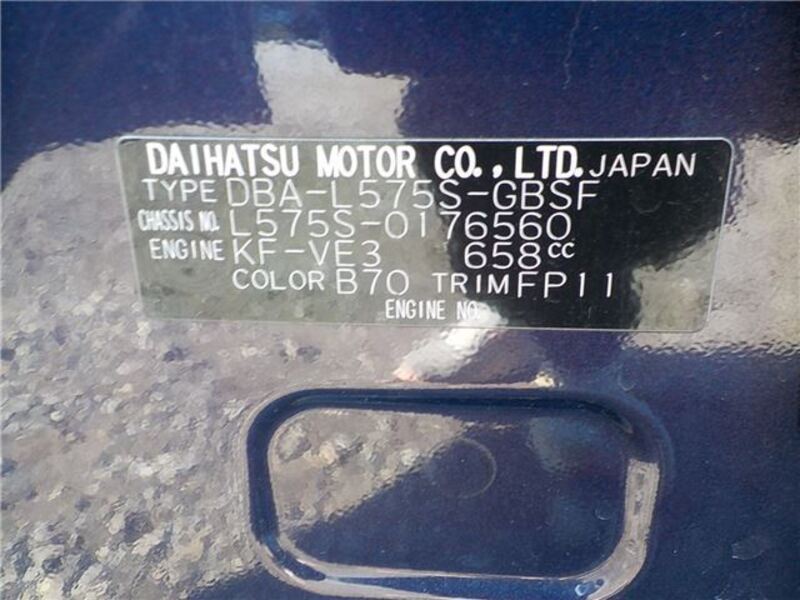 DAIHATSU MOTOR CO., LTD. JAPAN
TYPE DBA-L575S-GBSF
CHASSIS NO. L575S-0176560
ENGINE KF-VE3 658cc
COLOR B70 TRIM FP11
ENGINE NO.